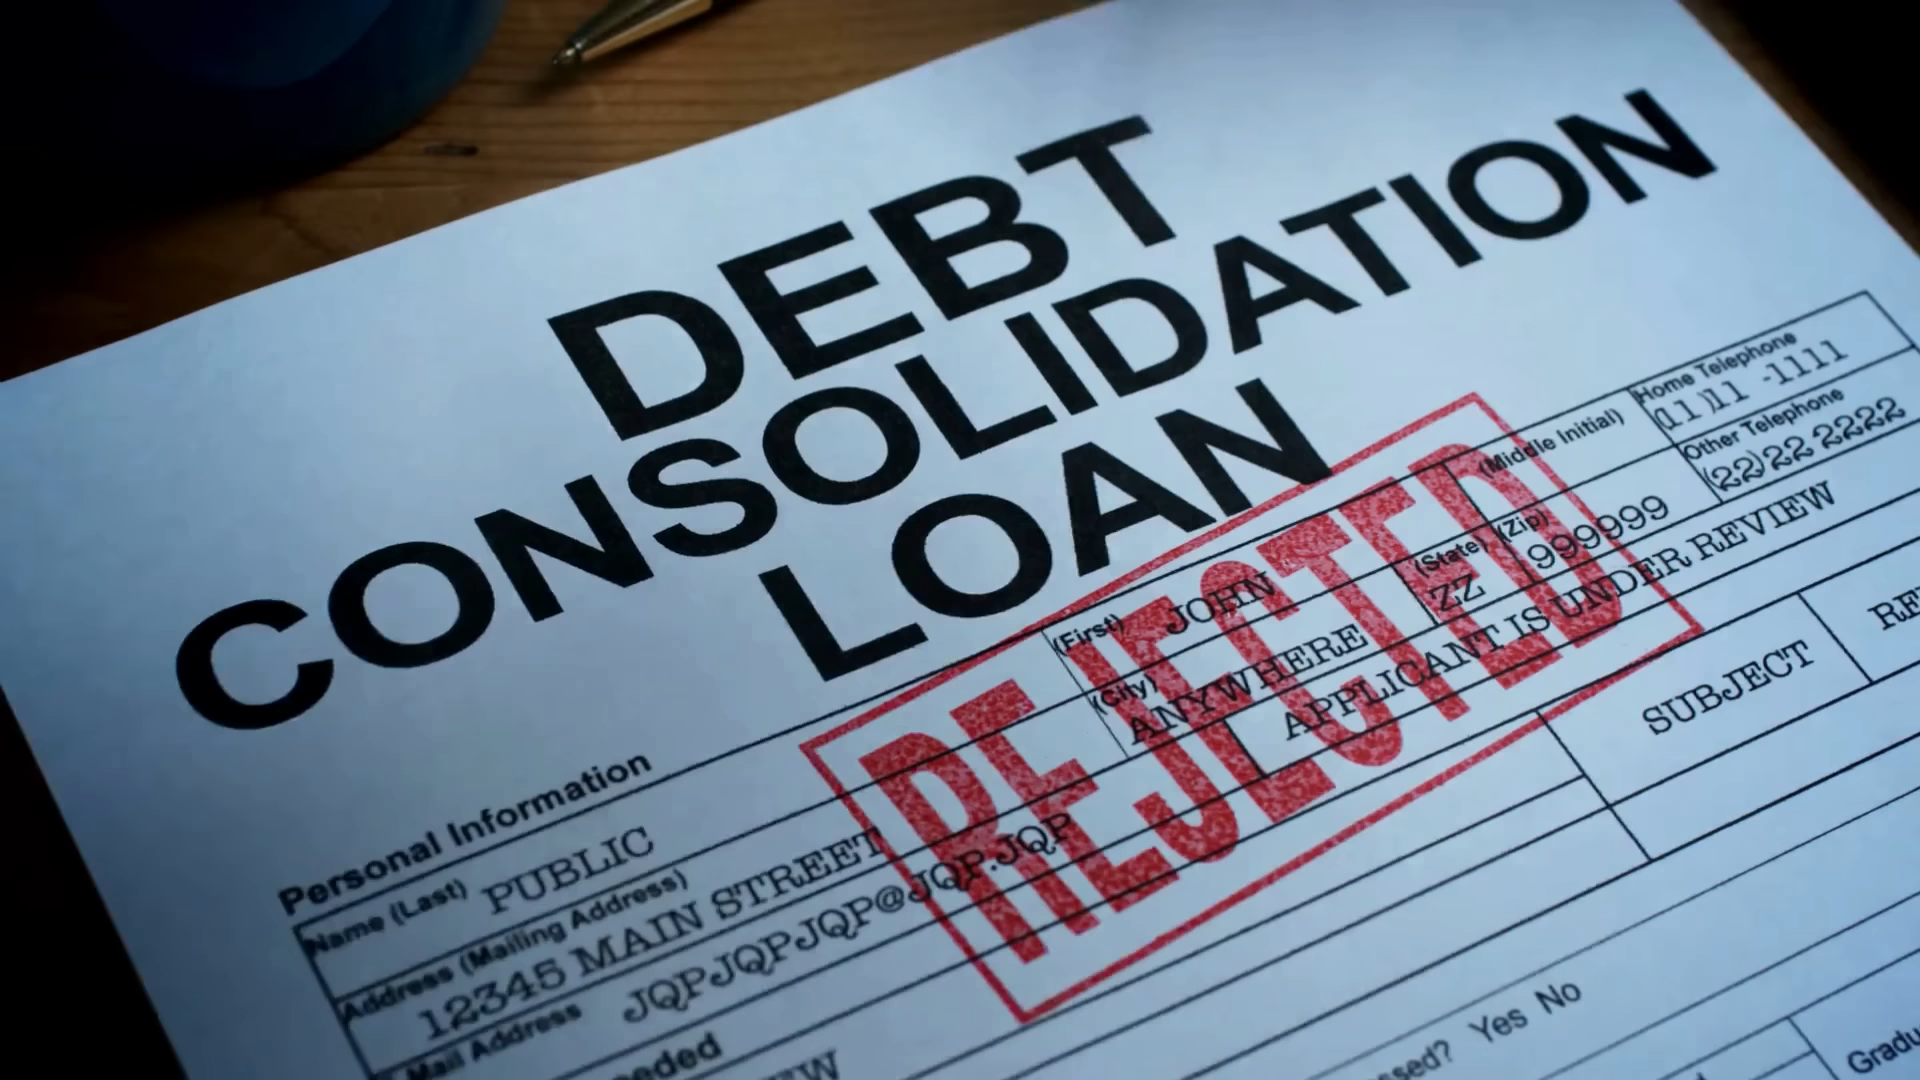 DEBT
CONSOLIDATION
LOAN
REJECTED
Personal Information
Name (Last) PUBLIC (First) JOHN (Middle Initial) Home Telephone (11)11 -1111
Address (Mailing Address) 12345 MAIN STREET (City) ANYWHERE (State) ZZ (Zip) 999999 Other Telephone (22)22 2222
Mail Address JQPJQPJQP@JQP.JQP APPLICANT IS UNDER REVIEW
SUBJECT
Yes No